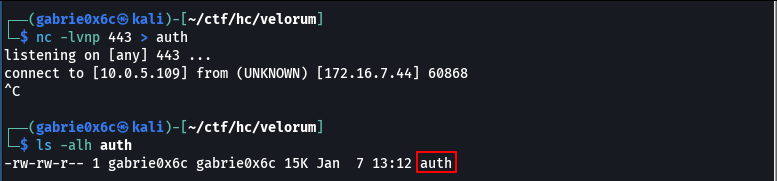 ┌──(gabrie0x6c㉿kali)-[~/ctf/hc/velorum]
└─$ nc -lvnp 443 > auth
listening on [any] 443 ...
connect to [10.0.5.109] from (UNKNOWN) [172.16.7.44] 60868
^C
┌──(gabrie0x6c㉿kali)-[~/ctf/hc/velorum]
└─$ ls -alh auth
-rw-rw-r-- 1 gabrie0x6c gabrie0x6c 15K Jan  7 13:12 auth